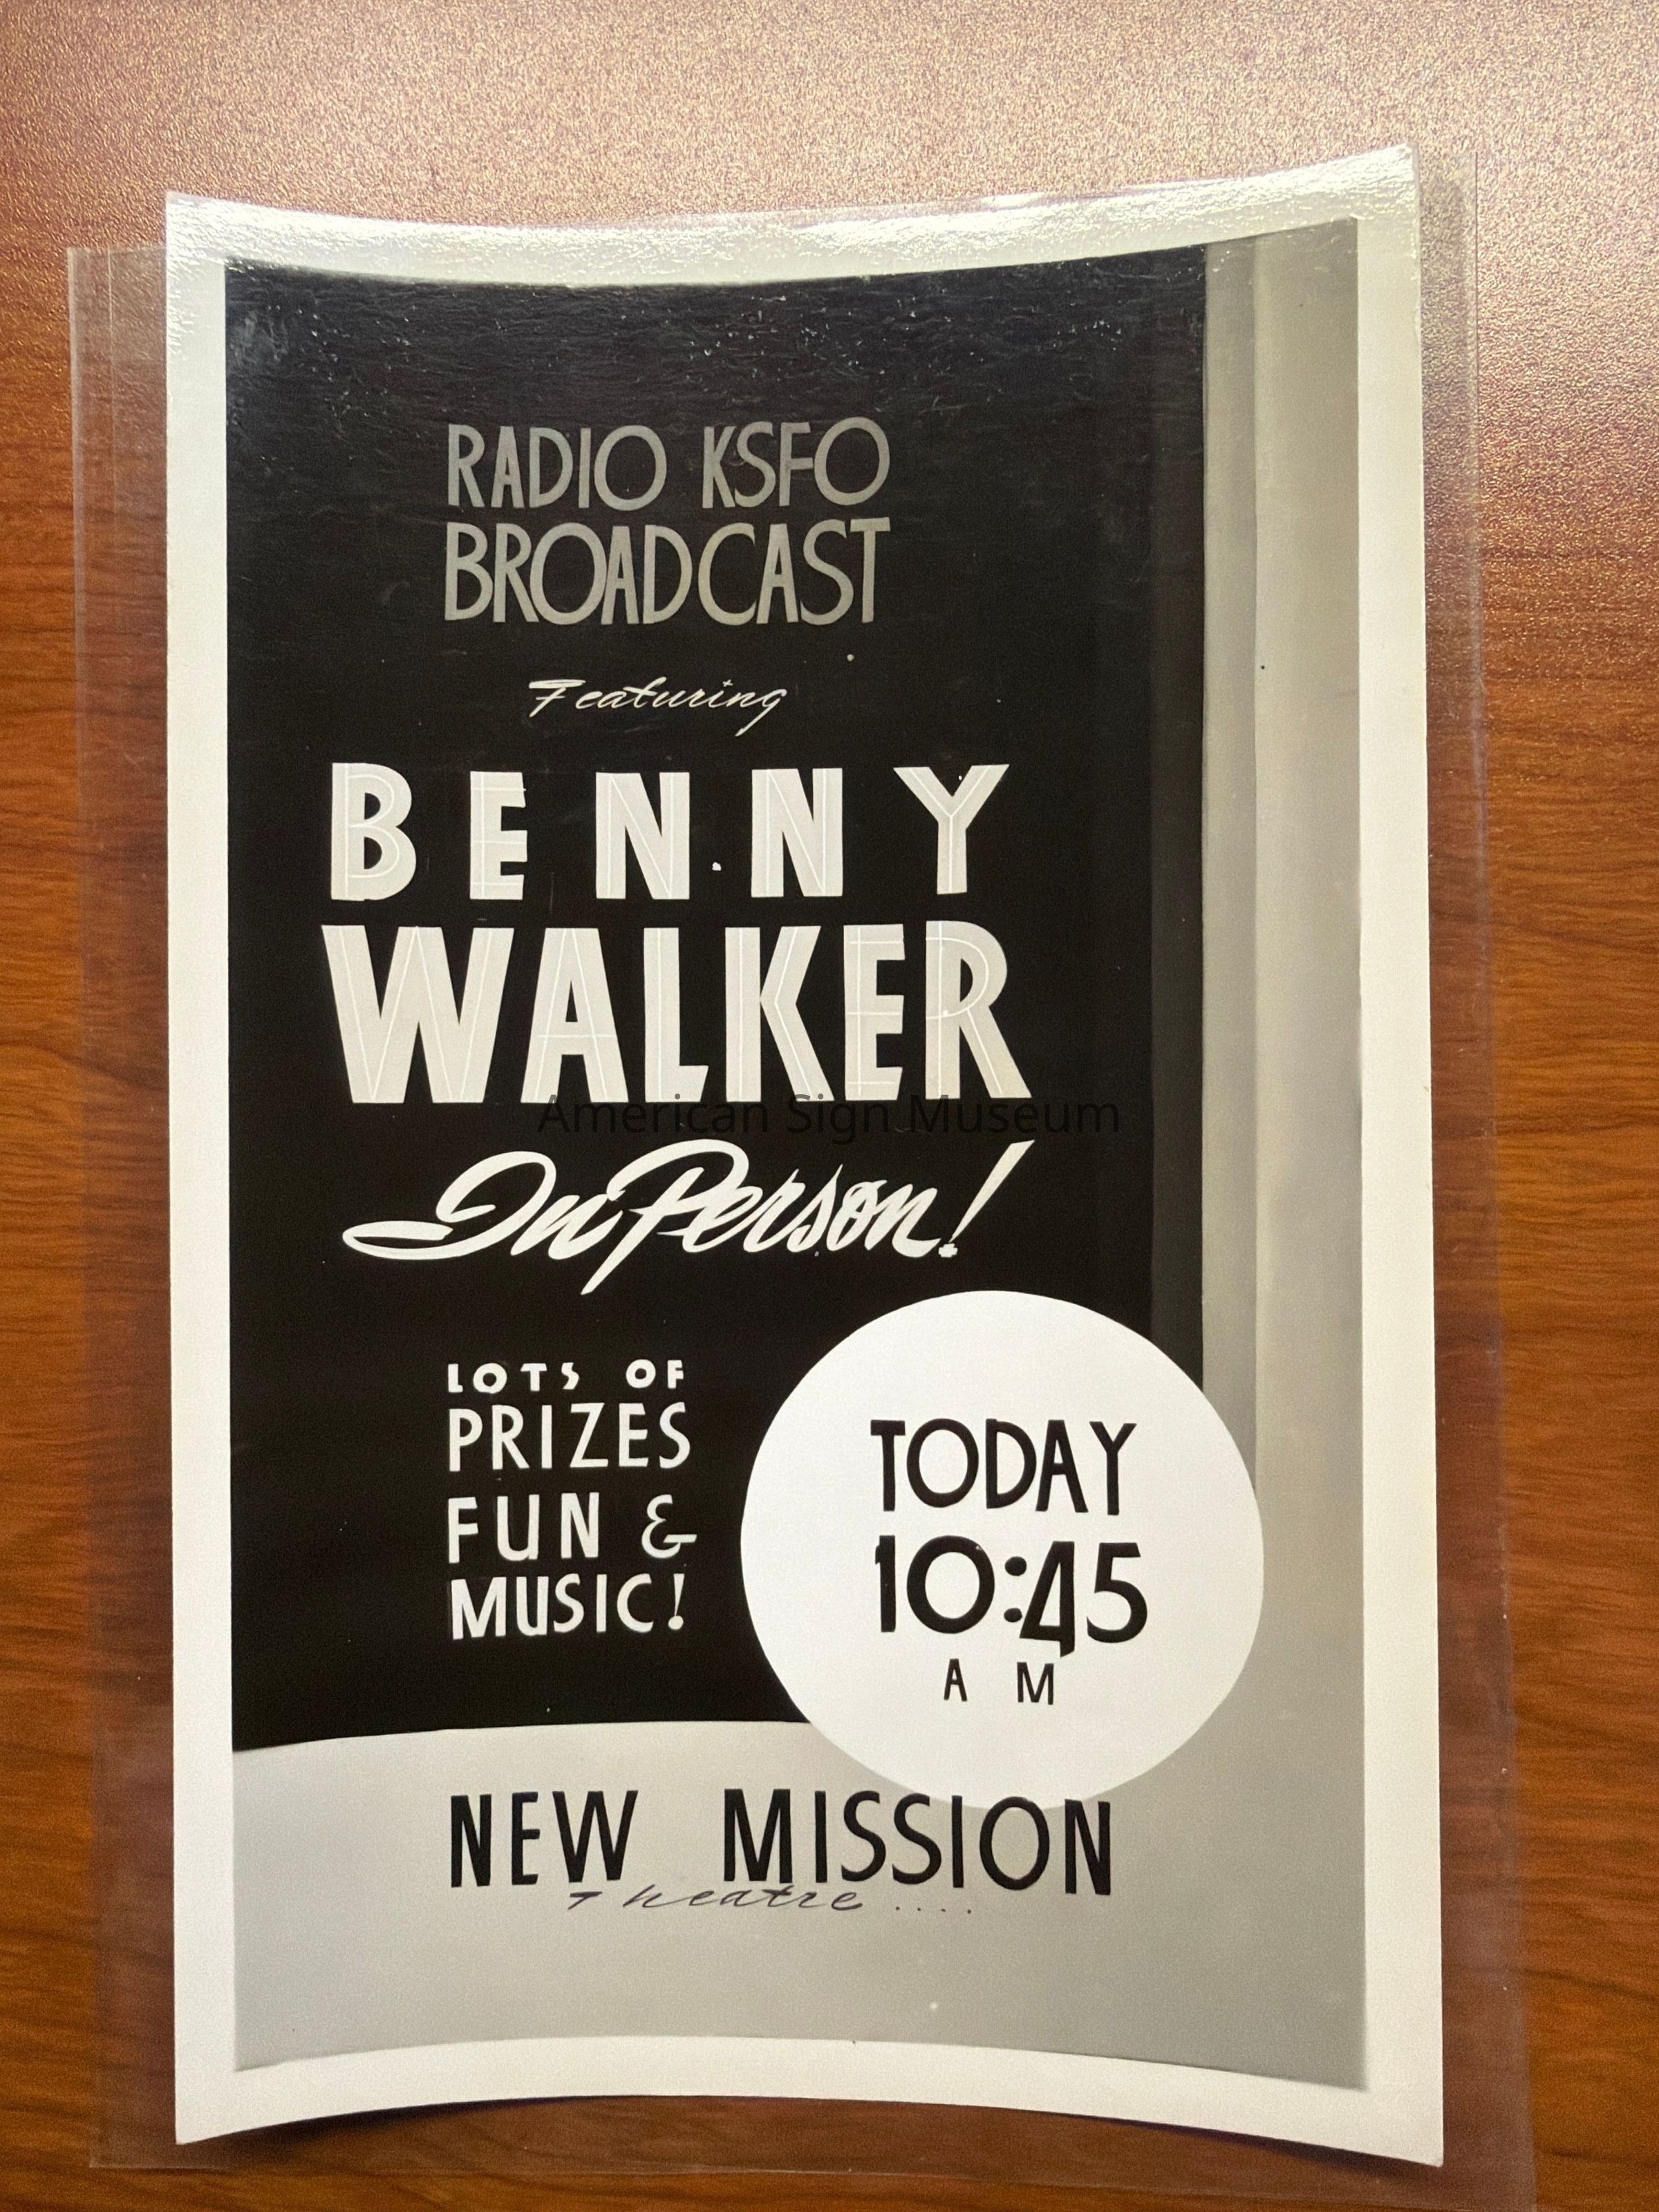 RADIO KSFO
BROADCAST
Featuring
BENNY
WALKER
In Person!
LOTS OF
PRIZES
FUN &
MUSIC!
TODAY
10:45
A M
NEW MISSION
Theatre....
American Sign Museum